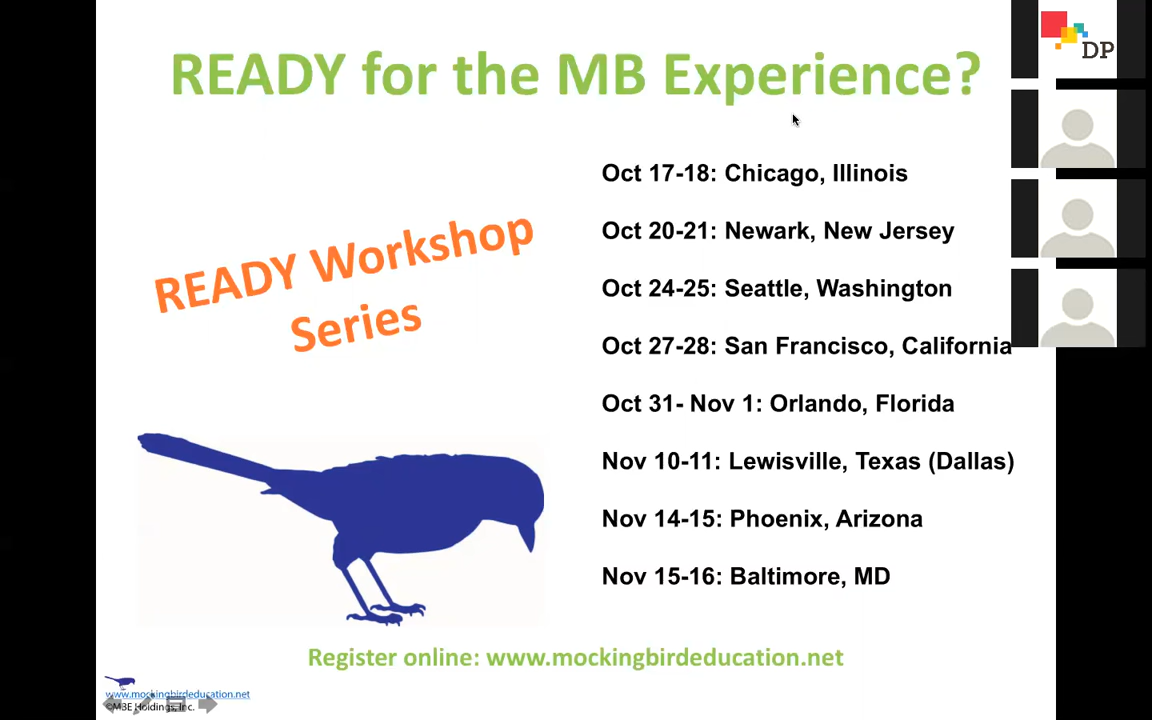 READY for the MB Experience?
DP
Oct 17-18: Chicago, Illinois
Oct 20-21: Newark, New Jersey
READY Workshop
Series
Oct 24-25: Seattle, Washington
Oct 27-28: San Francisco, California
Oct 31- Nov 1: Orlando, Florida
Nov 10-11: Lewisville, Texas (Dallas)
Nov 14-15: Phoenix, Arizona
Nov 15-16: Baltimore, MD
Register online: www.mockingbirdeducation.net
www.mockingbirdeducation.net
©MBE Holdings, Inc.